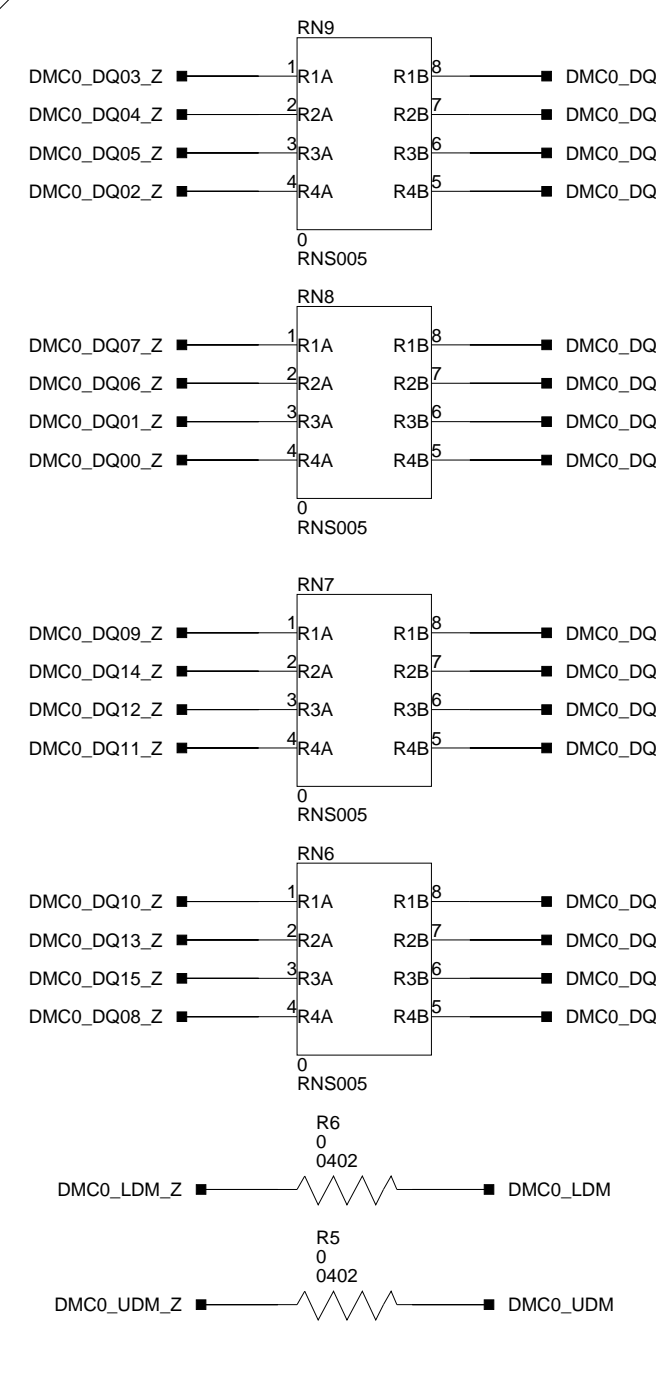 RN9
DMC0_DQ03_Z 1 R1A R1B 8 DMC0_DQ
DMC0_DQ04_Z 2 R2A R2B 7 DMC0_DQ
DMC0_DQ05_Z 3 R3A R3B 6 DMC0_DQ
DMC0_DQ02_Z 4 R4A R4B 5 DMC0_DQ
0
RNS005
RN8
DMC0_DQ07_Z 1 R1A R1B 8 DMC0_DQ
DMC0_DQ06_Z 2 R2A R2B 7 DMC0_DQ
DMC0_DQ01_Z 3 R3A R3B 6 DMC0_DQ
DMC0_DQ00_Z 4 R4A R4B 5 DMC0_DQ
0
RNS005
RN7
DMC0_DQ09_Z 1 R1A R1B 8 DMC0_DQ
DMC0_DQ14_Z 2 R2A R2B 7 DMC0_DQ
DMC0_DQ12_Z 3 R3A R3B 6 DMC0_DQ
DMC0_DQ11_Z 4 R4A R4B 5 DMC0_DQ
0
RNS005
RN6
DMC0_DQ10_Z 1 R1A R1B 8 DMC0_DQ
DMC0_DQ13_Z 2 R2A R2B 7 DMC0_DQ
DMC0_DQ15_Z 3 R3A R3B 6 DMC0_DQ
DMC0_DQ08_Z 4 R4A R4B 5 DMC0_DQ
0
RNS005
R6
0
0402
DMC0_LDM_Z DMC0_LDM
R5
0
0402
DMC0_UDM_Z DMC0_UDM